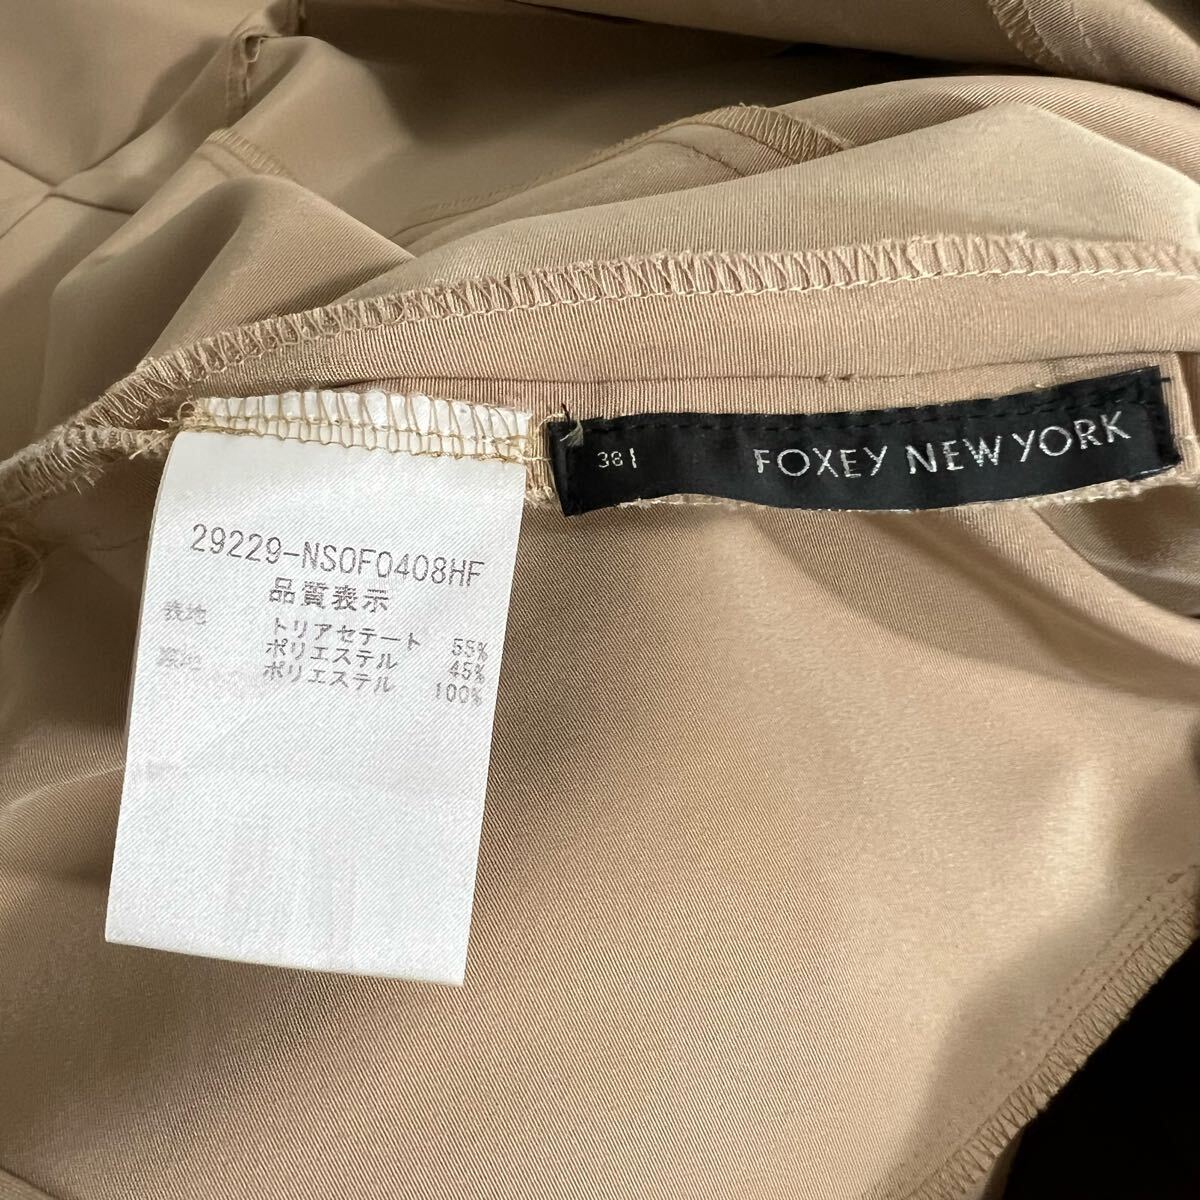 38
FOXEY NEW YORK
29229-NSOF0408HF
品質表示
表地 トリアセテート 55%
ポリエステル 45%
裏地 ポリエステル 100%